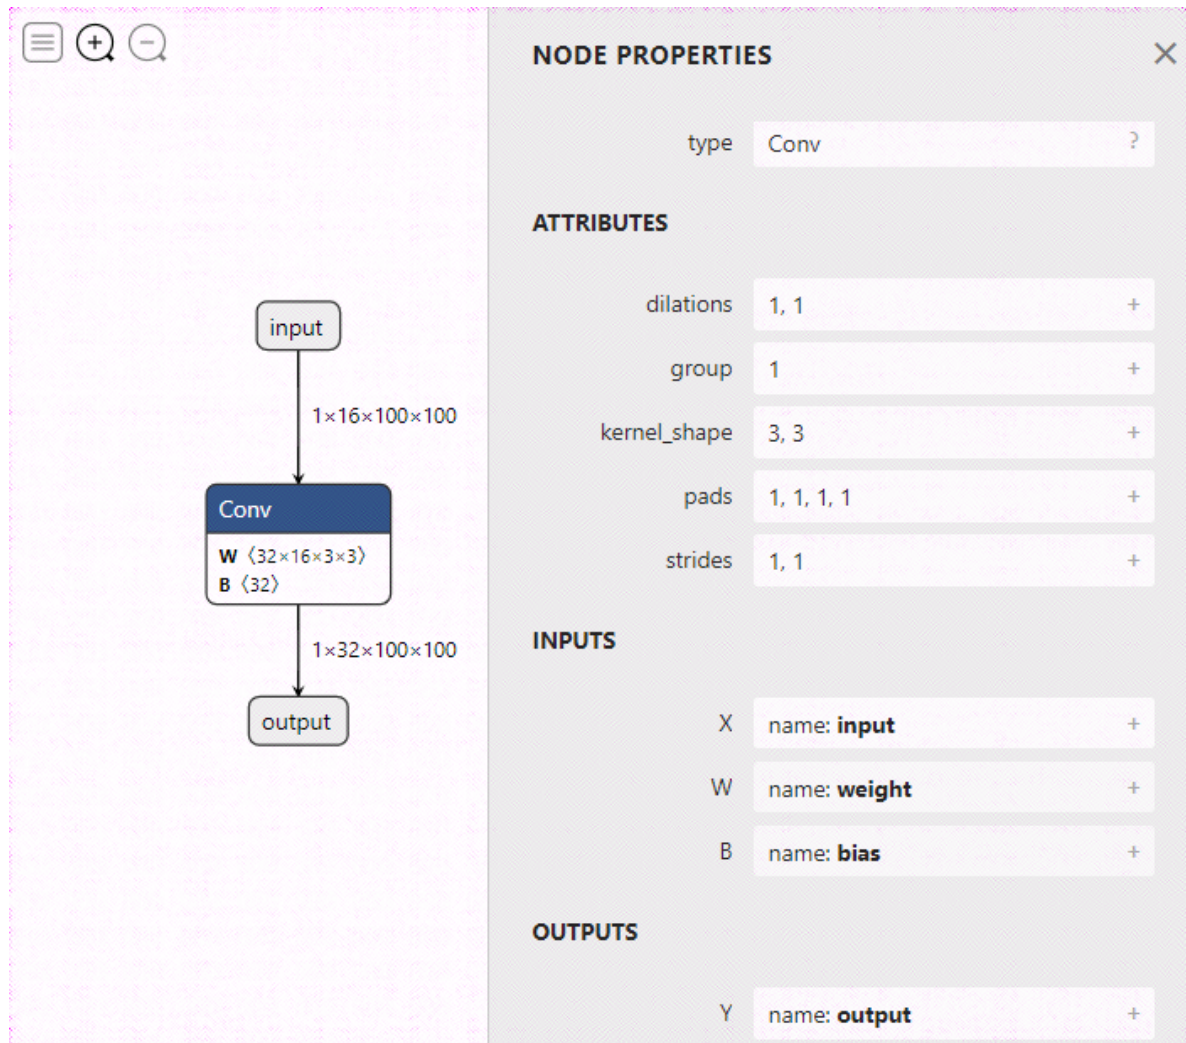 input
1×16×100×100
Conv
W ⟨32×16×3×3⟩
B ⟨32⟩
1×32×100×100
output
NODE PROPERTIES
type Conv ?
ATTRIBUTES
dilations 1, 1 +
group 1 +
kernel_shape 3, 3 +
pads 1, 1, 1, 1 +
strides 1, 1 +
INPUTS
X name: input +
W name: weight +
B name: bias +
OUTPUTS
Y name: output +